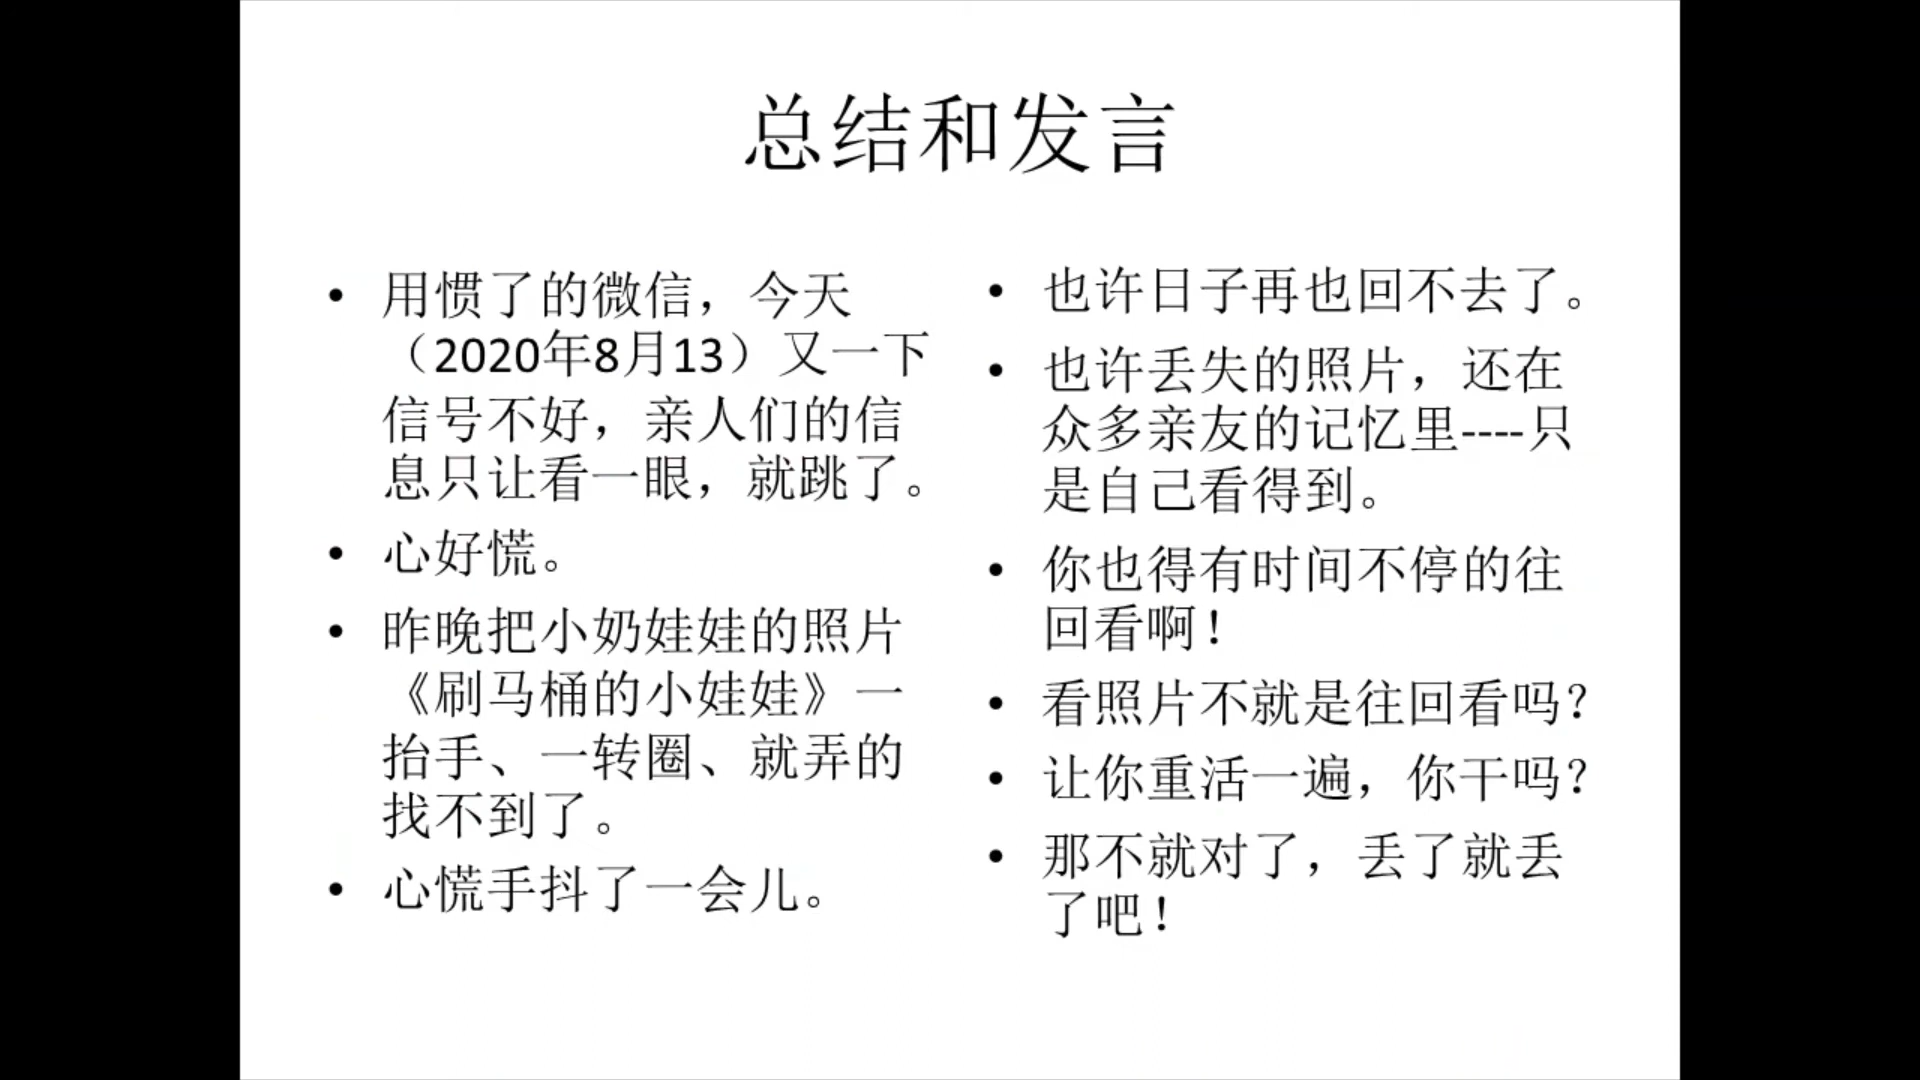 总结和发言
• 用惯了的微信，今天
（2020年8月13）又一下
信号不好，亲人们的信
息只让看一眼，就跳了。
• 心好慌。
• 昨晚把小奶娃娃的照片
《刷马桶的小娃娃》一
抬手、一转圈、就弄的
找不到了。
• 心慌手抖了一会儿。
• 也许日子再也回不去了。
• 也许丢失的照片，还在
众多亲友的记忆里----只
是自己看得到。
• 你也得有时间不停的往
回看啊！
• 看照片不就是往回看吗？
• 让你重活一遍，你干吗？
• 那不就对了，丢了就丢
了吧！